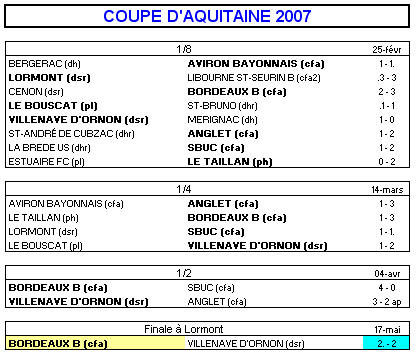 COUPE D'AQUITAINE 2007
1/8 25-févr
BERGERAC (dh) AVIRON BAYONNAIS (cfa) 1 - 1.
LORMONT (dsr) LIBOURNE ST-SEURIN B (cfa2) .3 - 3
CENON (dsr) BORDEAUX B (cfa) 2 - 3
LE BOUSCAT (pl) ST-BRUNO (dhr) .1 - 1
VILLENAVE D'ORNON (dsr) MERIGNAC (dh) 1 - 0
ST-ANDRÉ DE CUBZAC (dhr) ANGLET (cfa) 1 - 2
LA BREDE US (dhr) SBUC (cfa) 1 - 2
ESTUAIRE FC (pl) LE TAILLAN (ph) 0 - 2
1/4 14-mars
AVIRON BAYONNAIS (cfa) ANGLET (cfa) 1 - 3
LE TAILLAN (ph) BORDEAUX B (cfa) 1 - 3
LORMONT (dsr) SBUC (cfa) 1 - 1.
LE BOUSCAT (pl) VILLENAVE D'ORNON (dsr) 1 - 2
1/2 04-avr
BORDEAUX B (cfa) SBUC (cfa) 4 - 0
VILLENAVE D'ORNON (dsr) ANGLET (cfa) 3 - 2 ap
Finale à Lormont 17-mai
BORDEAUX B (cfa) VILLENAVE D'ORNON (dsr) 2. - 2